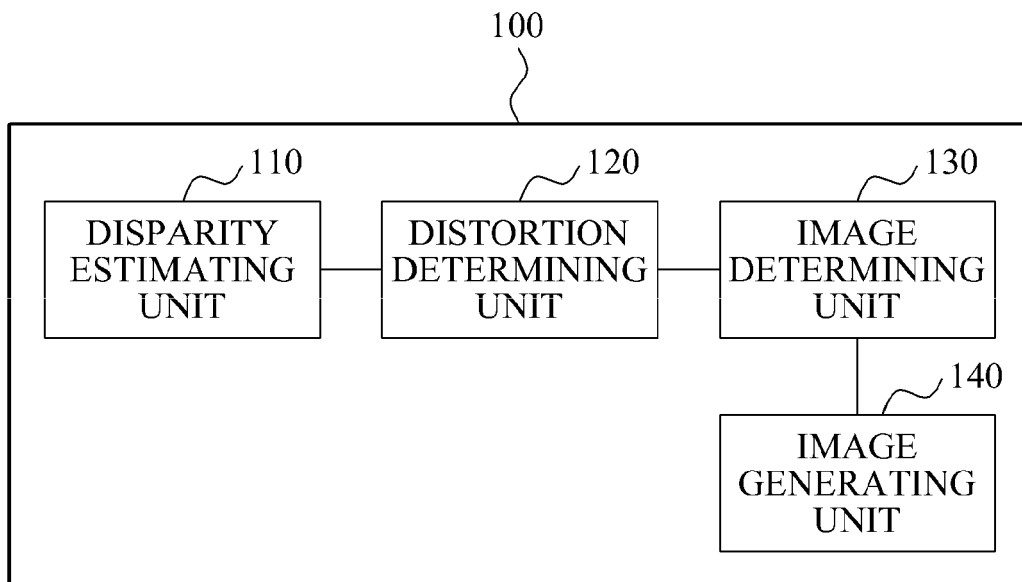 100
110
DISPARITY
ESTIMATING
UNIT
120
DISTORTION
DETERMINING
UNIT
130
IMAGE
DETERMINING
UNIT
140
IMAGE
GENERATING
UNIT